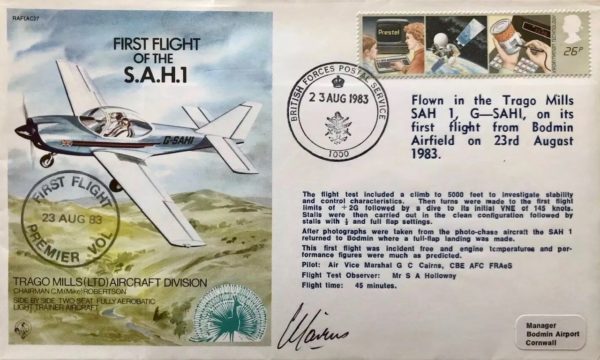 RAF(AC)27
FIRST FLIGHT
OF THE
S.A.H.1
G-SAHI
FIRST FLIGHT
23 AUG 83
PREMIER VOL
TRAGO MILLS (LTD) AIRCRAFT DIVISION
CHAIRMAN C.M.(Mike) ROBERTSON
SIDE BY SIDE TWO SEAT FULLY AEROBATIC
LIGHT TRAINER AIRCRAFT
BRITISH FORCES POSTAL SERVICE
23 AUG 1983
1000
Prestel
26P
Flown in the Trago Mills
SAH 1, G—SAHI, on its
first flight from Bodmin
Airfield on 23rd August
1983.
The flight test included a climb to 5000 feet to investigate stability
and control characteristics. Then turns were made to the first flight
limits of +2G followed by a dive to its initial VNE of 145 knots.
Stalls were then carried out in the clean configuration followed by
stalls with ½ and full flap settings.
After photographs were taken from the photo-chase aircraft the SAH 1
returned to Bodmin where a full-flap landing was made.
This first flight was incident free and engine temperatures and per-
formance figures were much as predicted.
Pilot: Air Vice Marshal G C Cairns, CBE AFC FRAeS
Flight Test Observer: Mr S A Holloway
Flight time: 45 minutes.
Manager
Bodmin Airport
Cornwall